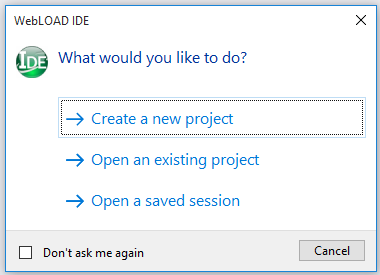 WebLOAD IDE
IDE
What would you like to do?
Create a new project
Open an existing project
Open a saved session
Don't ask me again
Cancel